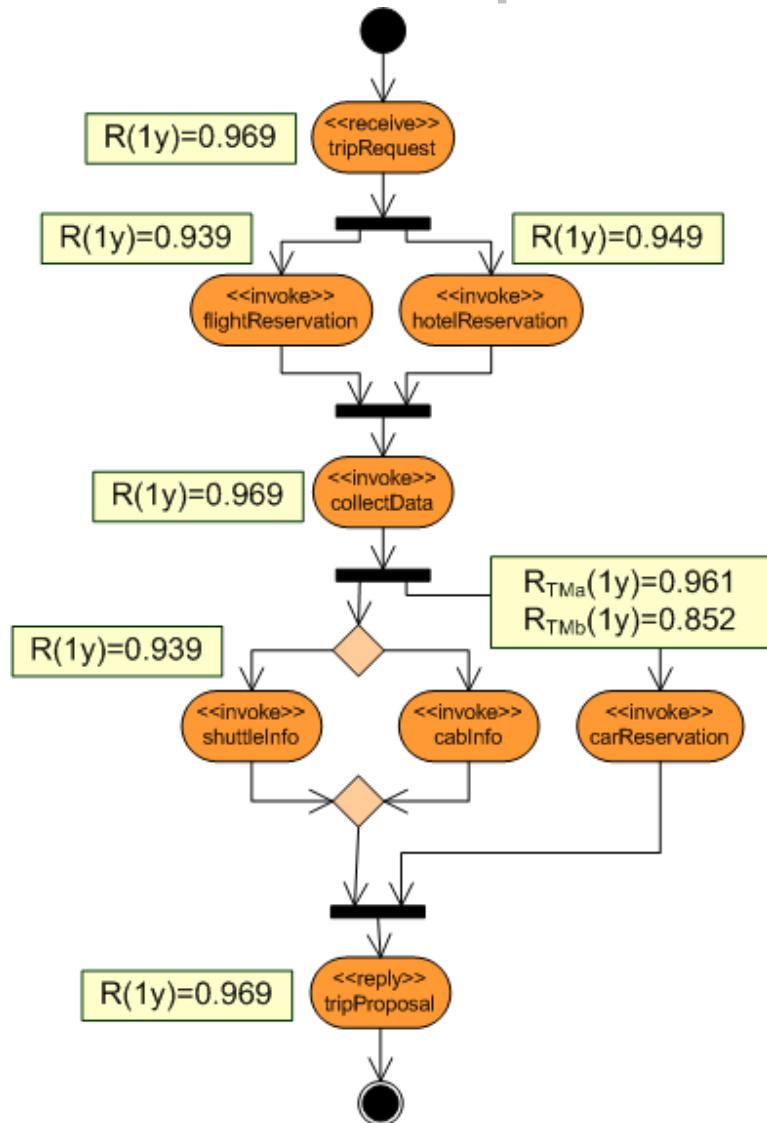 R(1y)=0.969
<<receive>>
tripRequest
R(1y)=0.939
R(1y)=0.949
<<invoke>>
flightReservation
<<invoke>>
hotelReservation
R(1y)=0.969
<<invoke>>
collectData
R_TMa(1y)=0.961
R_TMb(1y)=0.852
R(1y)=0.939
<<invoke>>
shuttleInfo
<<invoke>>
cabInfo
<<invoke>>
carReservation
R(1y)=0.969
<<reply>>
tripProposal